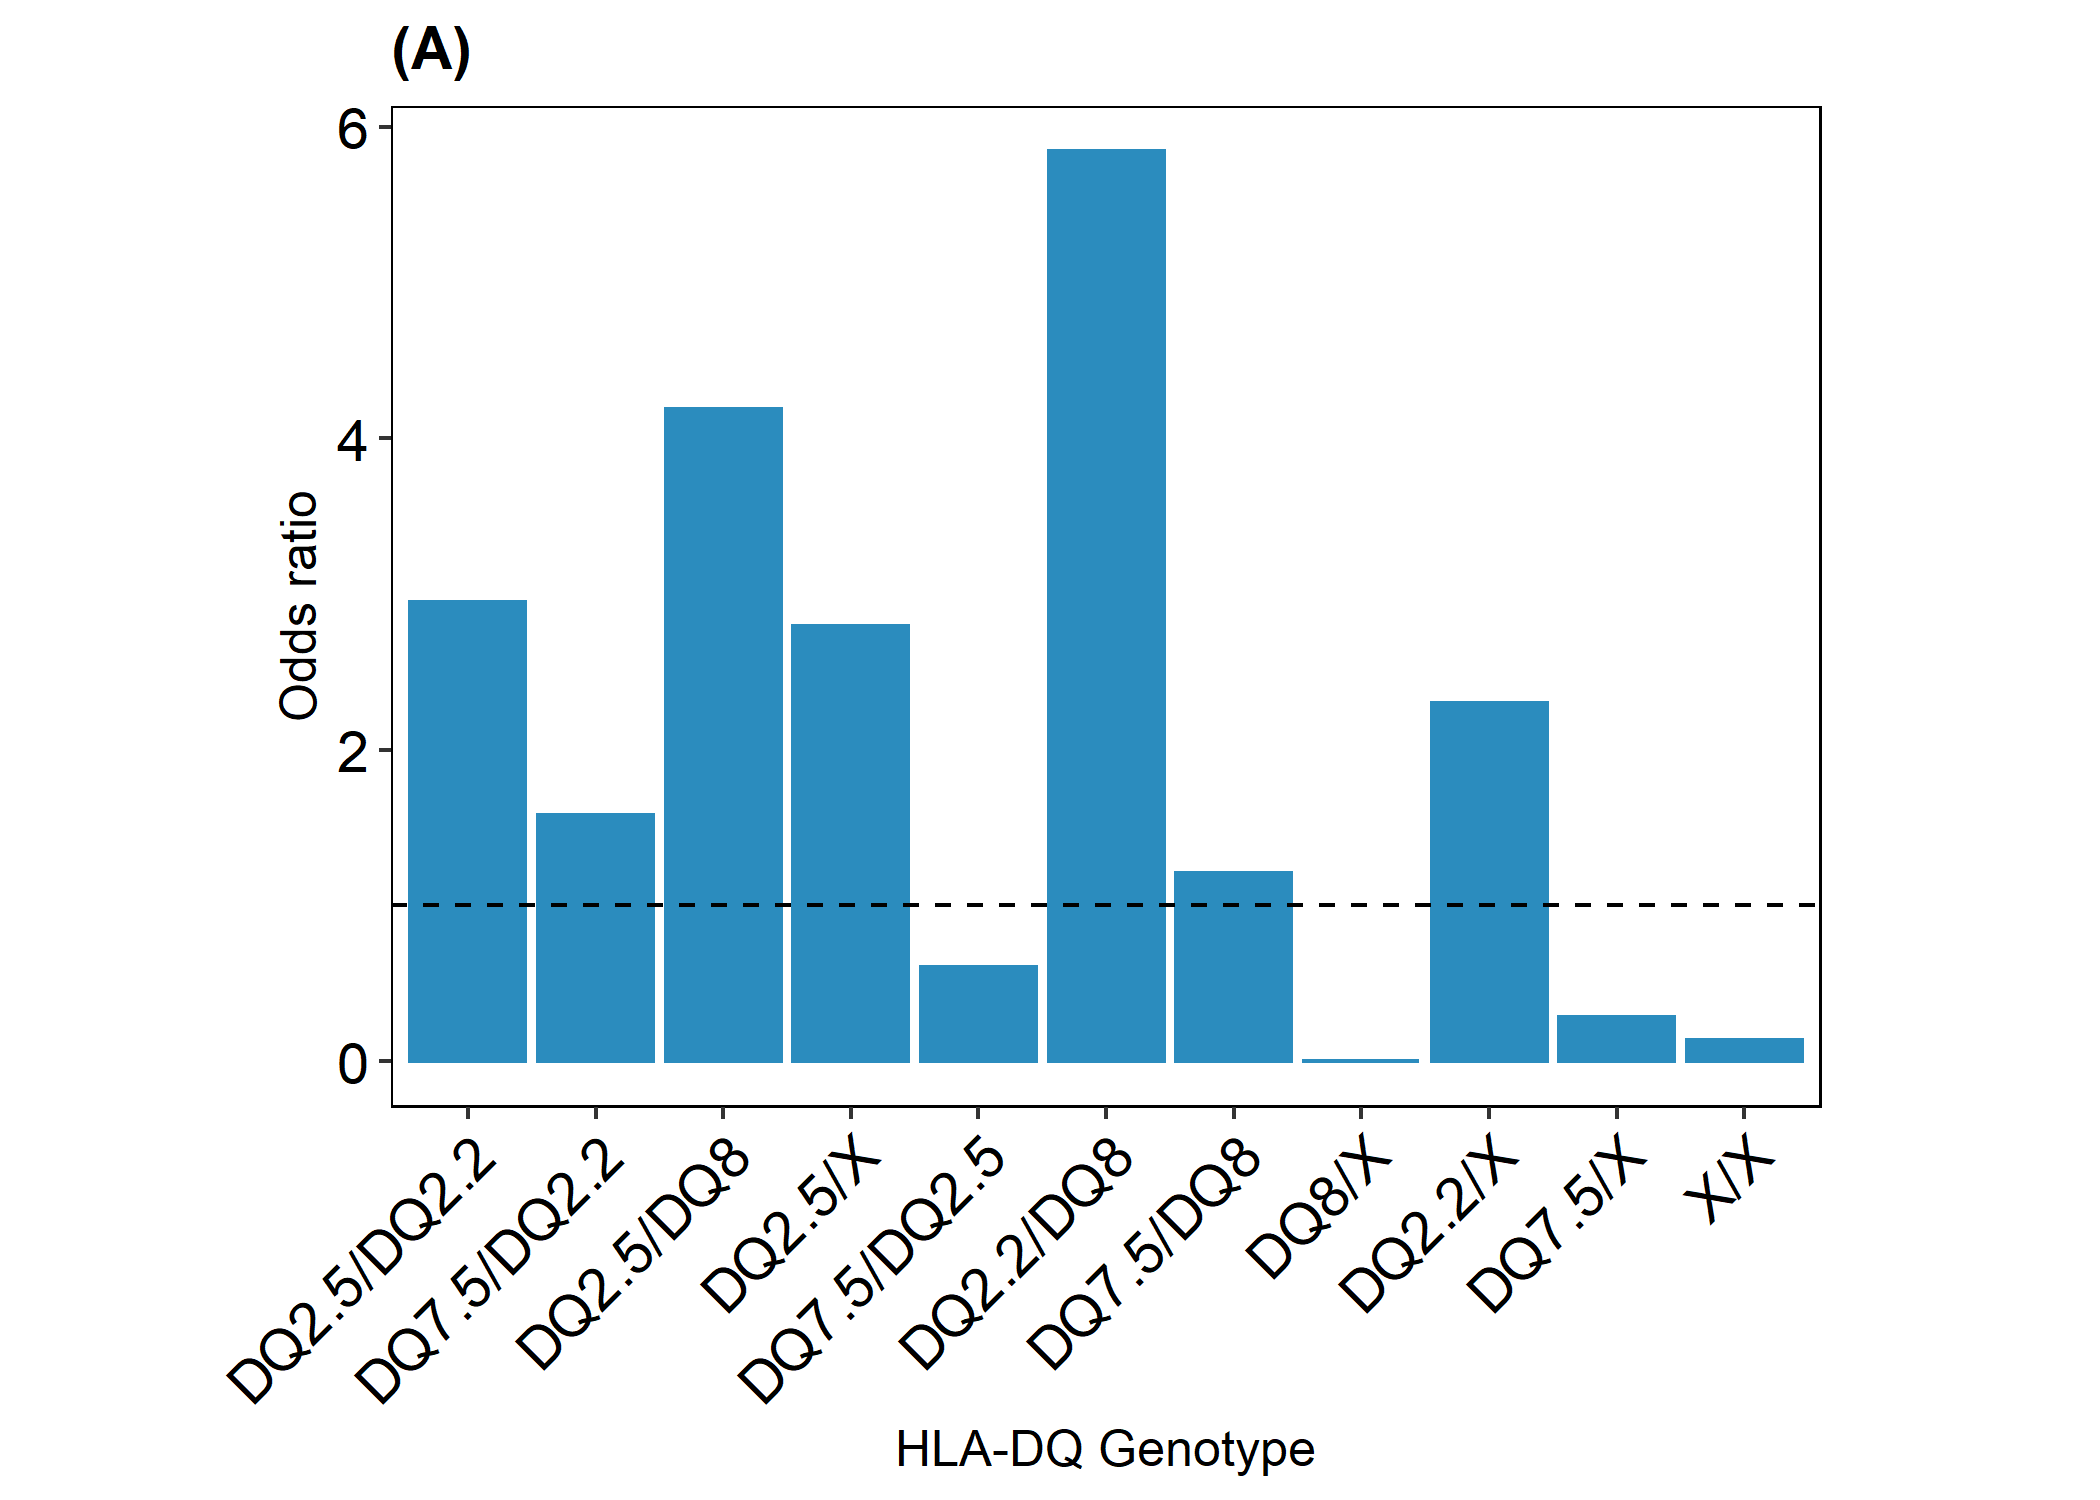 (A)
6
4
2
0
Odds ratio
DQ2.5/DQ2.2
DQ7.5/DQ2.2
DQ2.5/DQ8
DQ2.5/X
DQ7.5/DQ2.5
DQ2.2/DQ8
DQ7.5/DQ8
DQ8/X
DQ2.2/X
DQ7.5/X
X/X
HLA-DQ Genotype